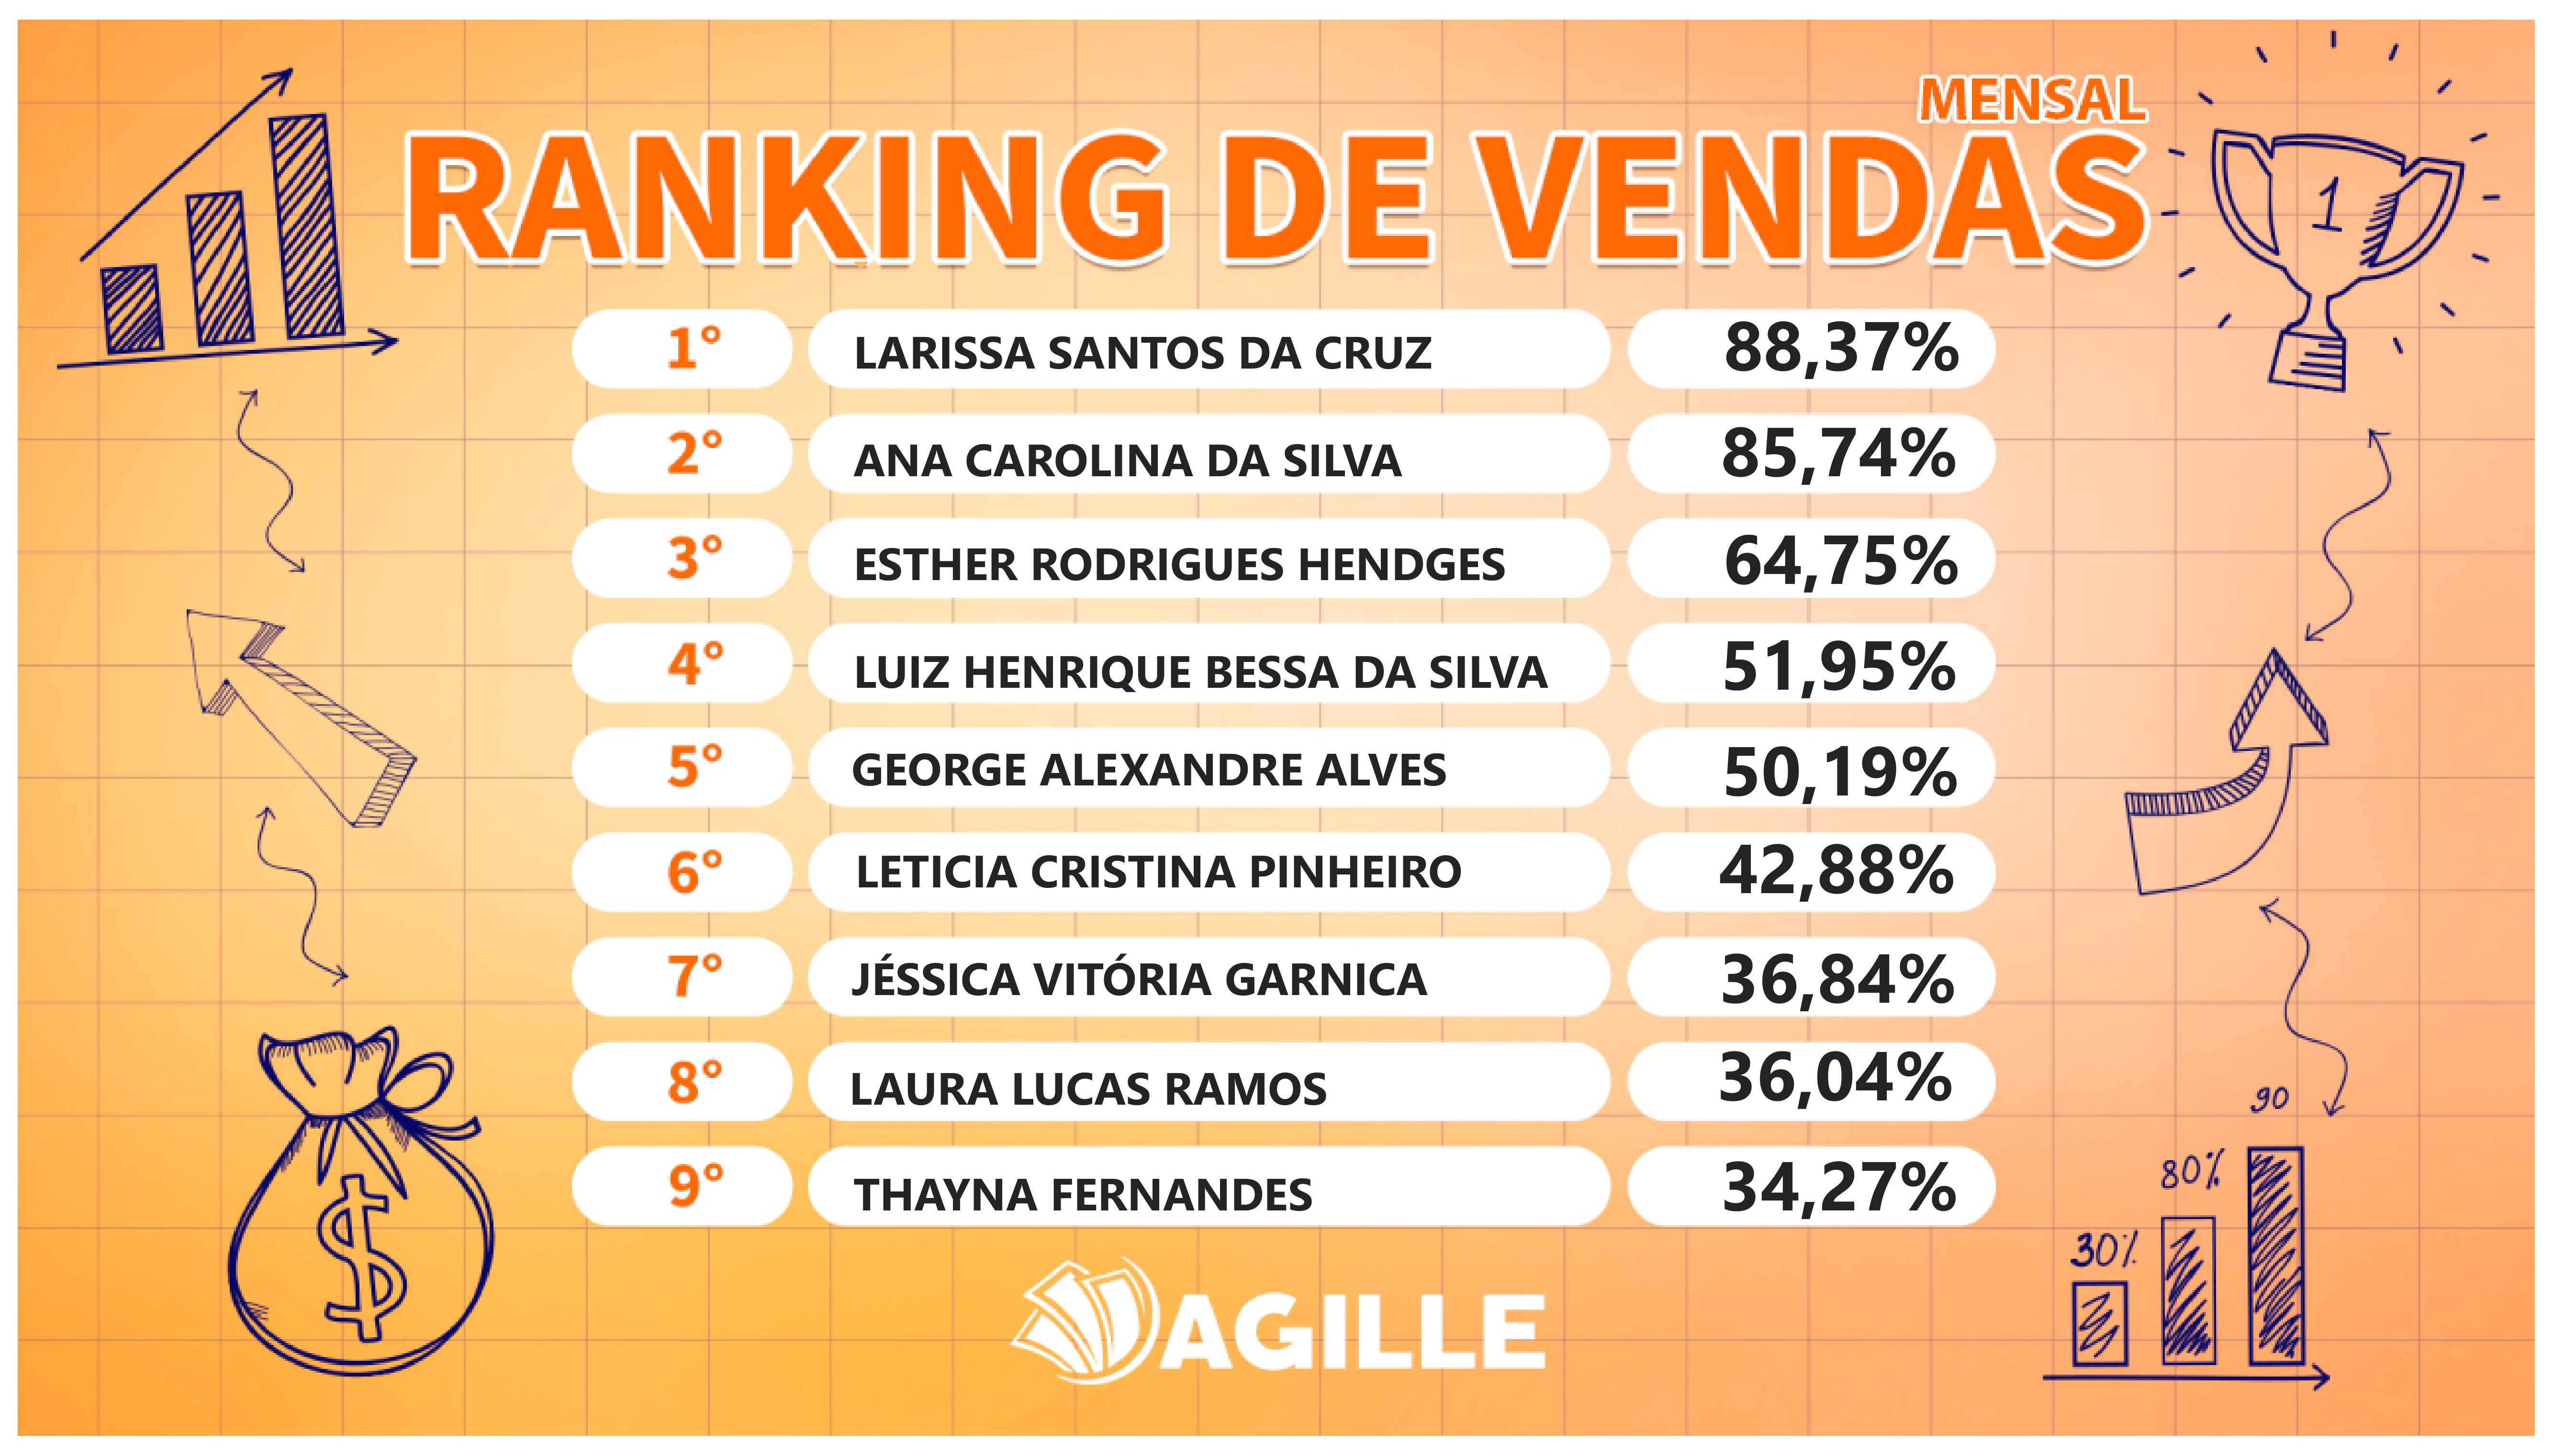 MENSAL
RANKING DE VENDAS
1
1° LARISSA SANTOS DA CRUZ 88,37%
2° ANA CAROLINA DA SILVA 85,74%
3° ESTHER RODRIGUES HENDGES 64,75%
4° LUIZ HENRIQUE BESSA DA SILVA 51,95%
5° GEORGE ALEXANDRE ALVES 50,19%
6° LETICIA CRISTINA PINHEIRO 42,88%
7° JÉSSICA VITÓRIA GARNICA 36,84%
8° LAURA LUCAS RAMOS 36,04%
9° THAYNA FERNANDES 34,27%
90
80%
30%
$
AGILLE